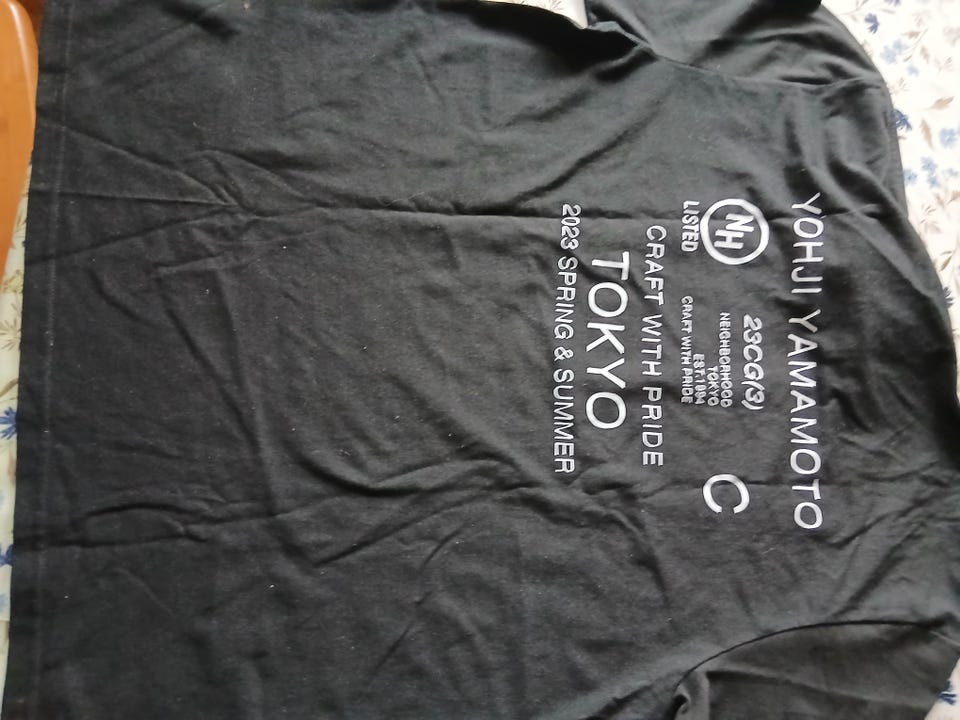 YOHJI YAMAMOTO
NH
LISTED
23CG(3)
NEIGHBORHOOD
TOKYO
EST.1994
CRAFT WITH PRIDE
C
CRAFT WITH PRIDE
TOKYO
2023 SPRING & SUMMER